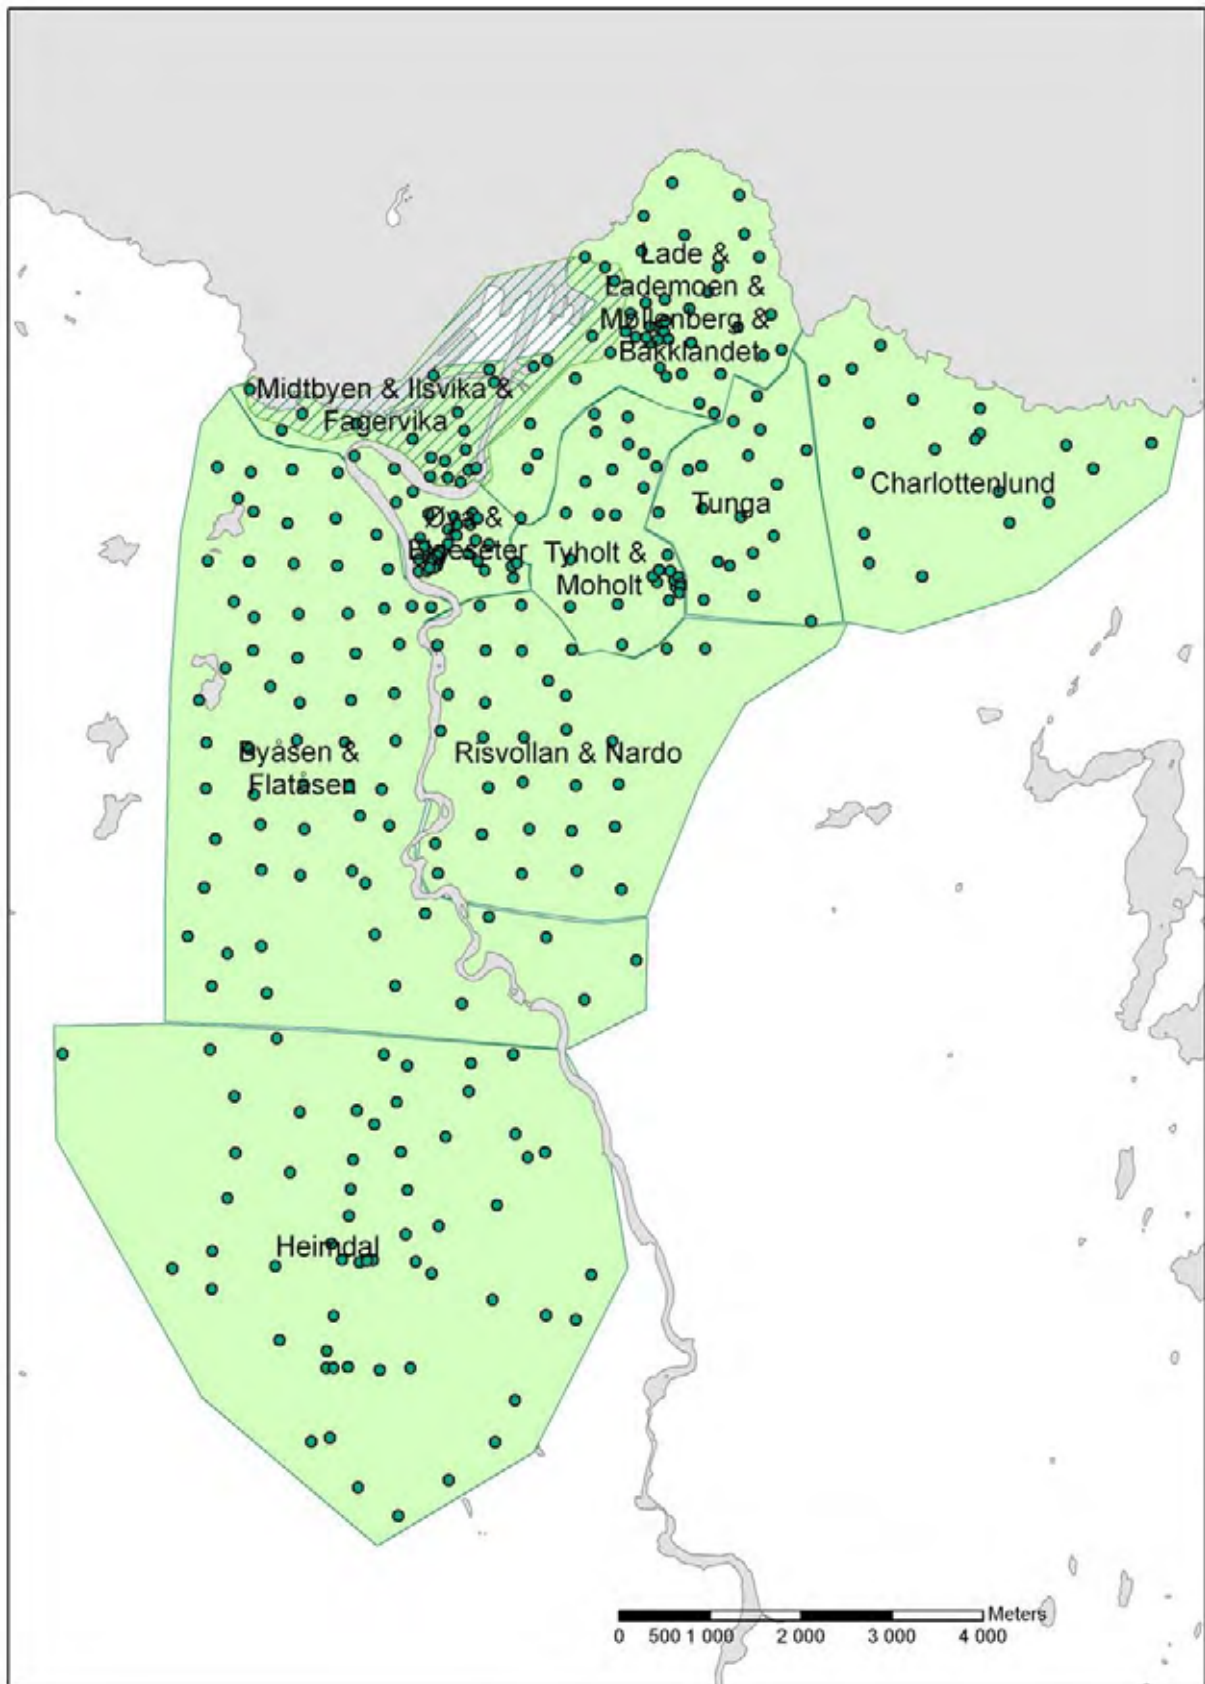 Lade &
Lademoen &
Møllenberg &
Bakklandet
Midtbyen & Ilsvika &
Fagervika
Charlottenlund
Tunga
Øya &
Elgeseter
Tyholt &
Moholt
Byåsen &
Flatåsen
Risvollan & Nardo
Heimdal
Meters
0 500 1 000 2 000 3 000 4 000